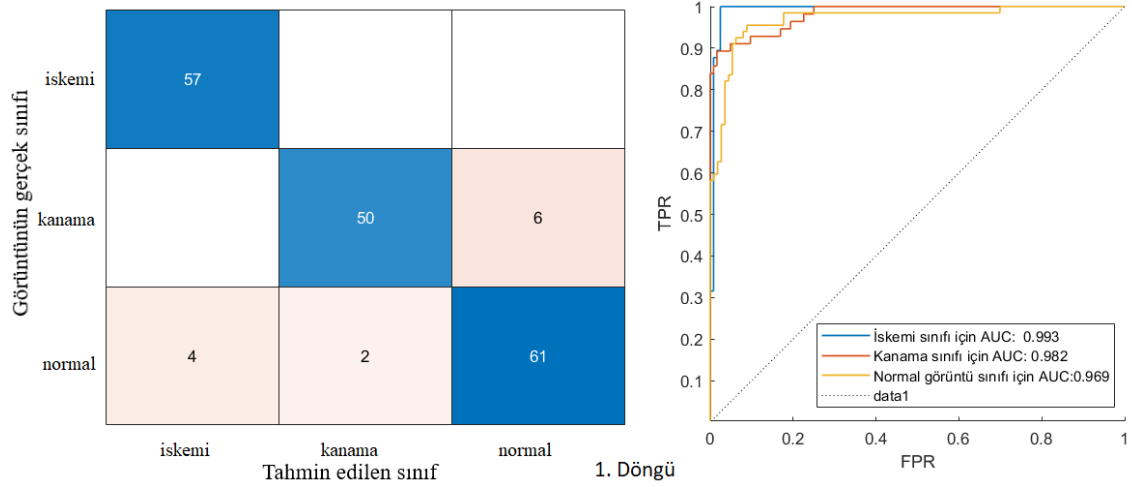 Görüntünün gerçek sınıfı
iskemi
57
kanama
50
6
normal
4
2
61
iskemi
kanama
normal
Tahmin edilen sınıf
1. Döngü
1
0.9
0.8
0.7
0.6
0.5
0.4
0.3
0.2
0.1
TPR
İskemi sınıfı için AUC: 0.993
Kanama sınıfı için AUC: 0.982
Normal görüntü sınıfı için AUC:0.969
data1
0
0.2
0.4
0.6
0.8
1
FPR